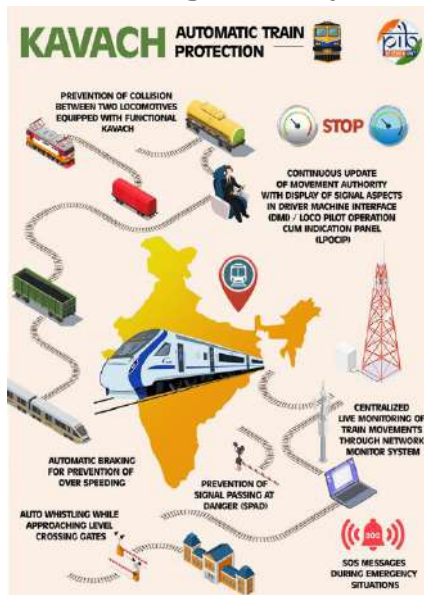 KAVACH
AUTOMATIC TRAIN
PROTECTION
pib
PREVENTION OF COLLISION
BETWEEN TWO LOCOMOTIVES
EQUIPPED WITH FUNCTIONAL
KAVACH
STOP
CONTINUOUS UPDATE
OF MOVEMENT AUTHORITY
WITH DISPLAY OF SIGNAL ASPECTS
IN DRIVER MACHINE INTERFACE
(DMI) / LOCO PILOT OPERATION
CUM INDICATION PANEL
(LPOCIP)
CENTRALIZED
LIVE MONITORING OF
TRAIN MOVEMENTS
THROUGH NETWORK
MONITOR SYSTEM
AUTOMATIC BRAKING
FOR PREVENTION OF
OVER SPEEDING
PREVENTION OF
SIGNAL PASSING AT
DANGER (SPAD)
AUTO WHISTLING WHILE
APPROACHING LEVEL
CROSSING GATES
SOS
SOS MESSAGES
DURING EMERGENCY
SITUATIONS